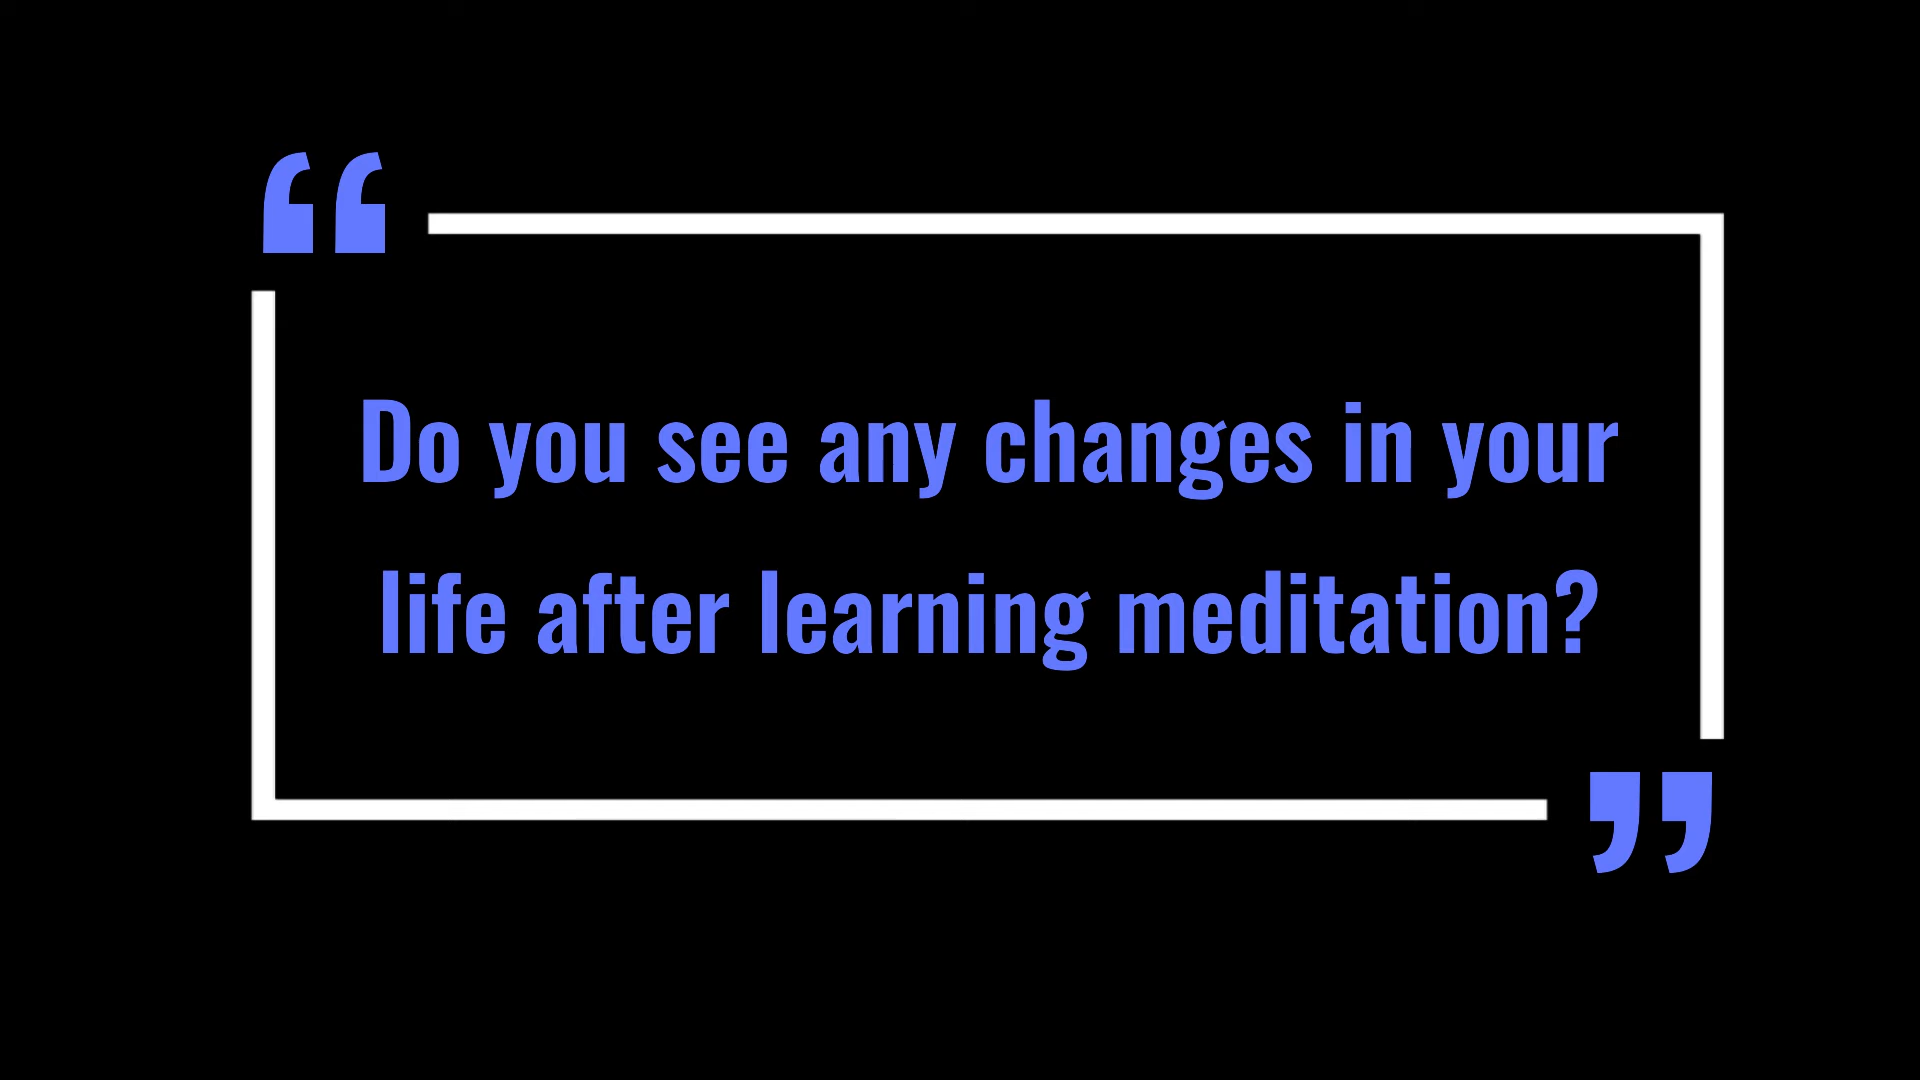 “
Do you see any changes in your
life after learning meditation?
”